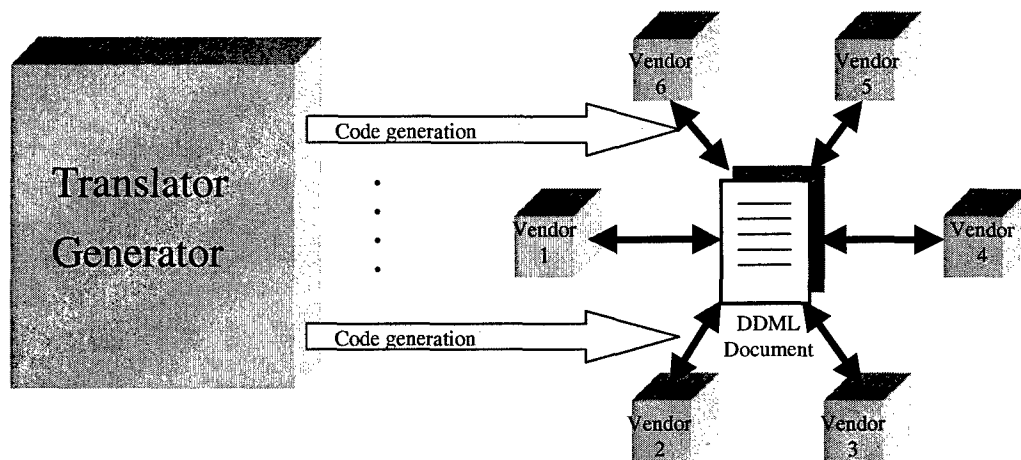 Translator
Generator
Code generation
Code generation
Vendor
6
Vendor
5
Vendor
1
Vendor
4
DDML
Document
Vendor
2
Vendor
3